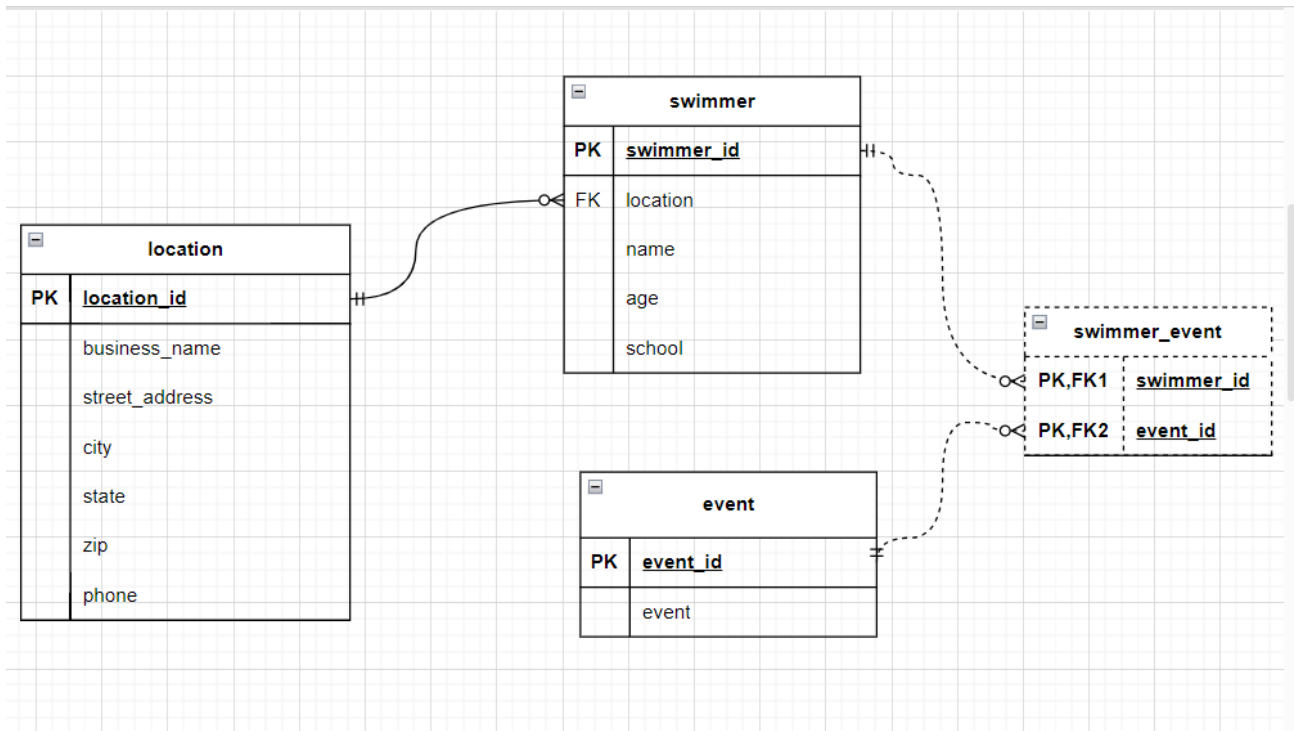 swimmer
PK swimmer_id
FK location
name
age
school
location
PK location_id
business_name
street_address
city
state
zip
phone
swimmer_event
PK,FK1 swimmer_id
PK,FK2 event_id
event
PK event_id
event